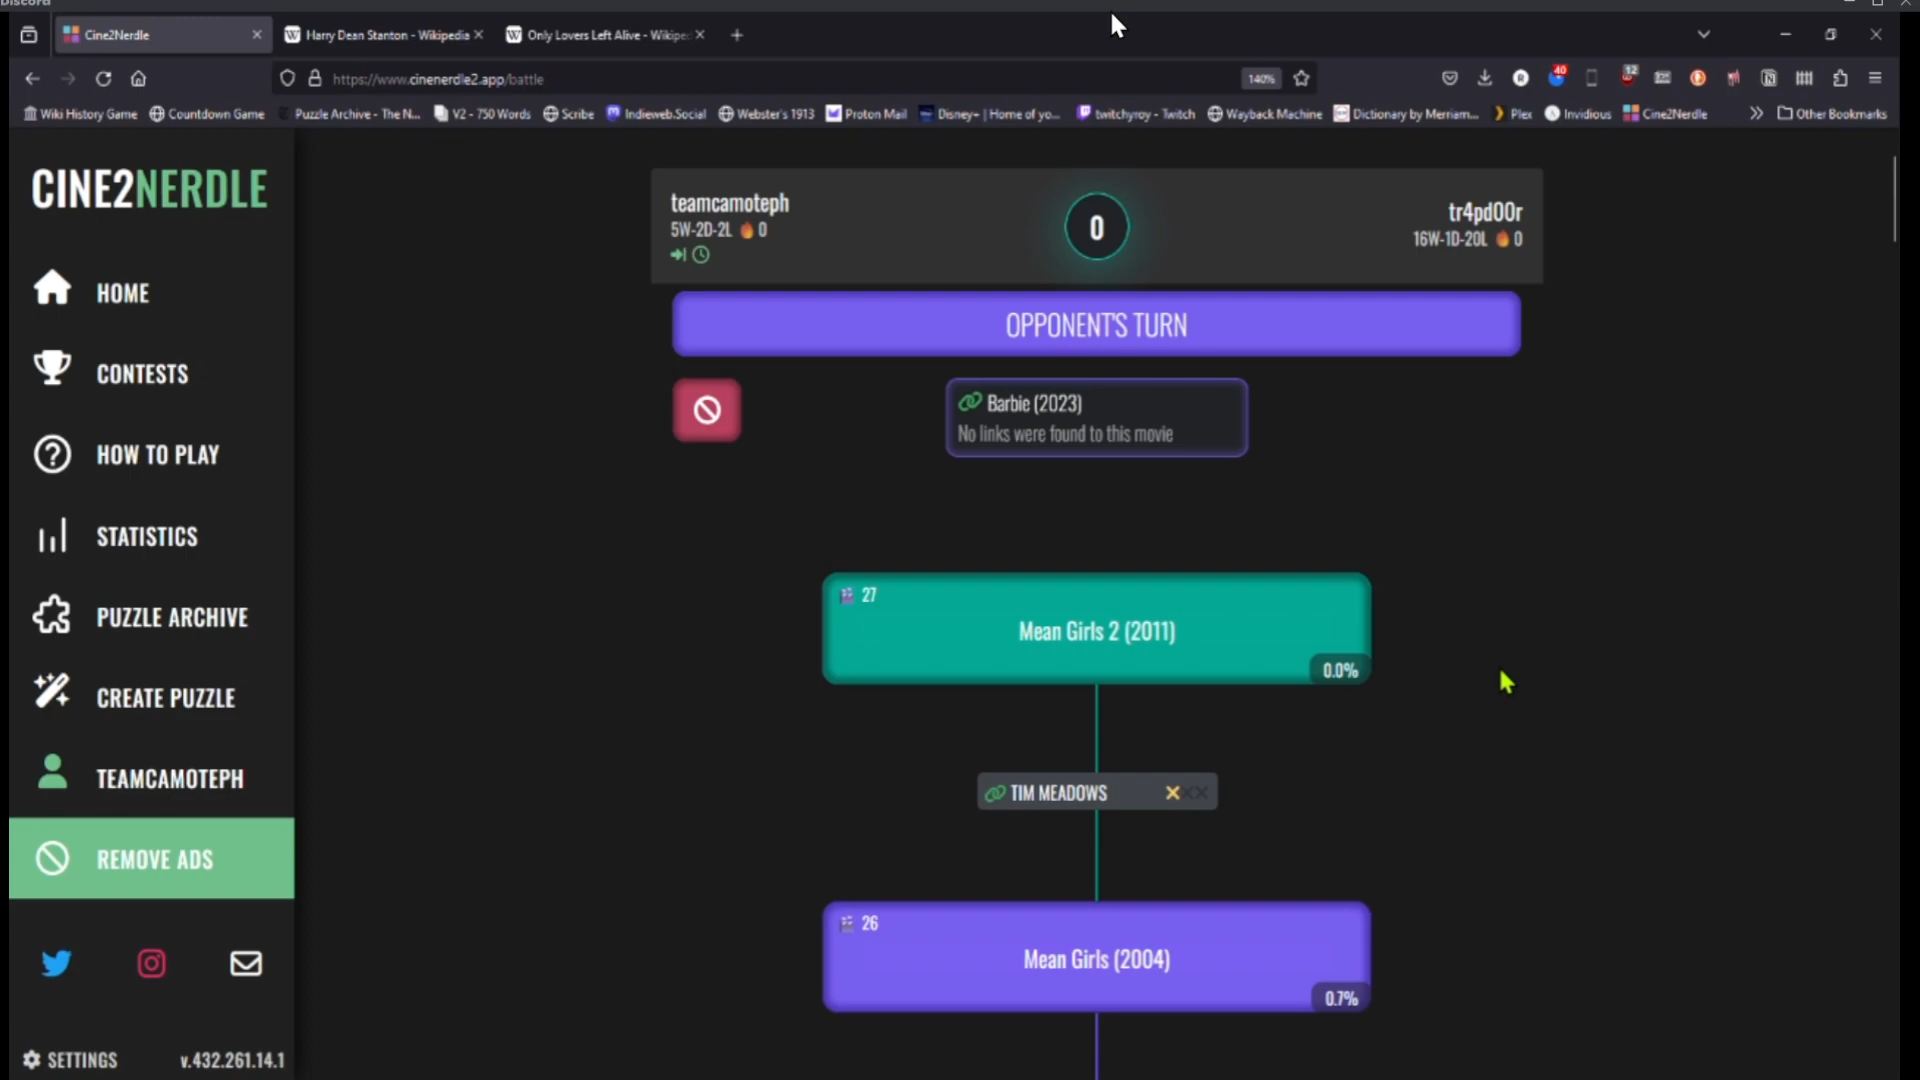 Discord
Cine2Nerdle
Harry Dean Stanton - Wikipedia
Only Lovers Left Alive - Wikipe
https://www.cinenerdle2.app/battle
140%
40
12
Wiki History Game
Countdown Game
Puzzle Archive - The N...
V2 - 750 Words
Scribe
Indieweb.Social
Webster's 1913
Proton Mail
Disney+ | Home of yo...
twitchyroy - Twitch
Wayback Machine
Dictionary by Merriam...
Plex
Invidious
Cine2Nerdle
Other Bookmarks
CINE2NERDLE
HOME
CONTESTS
HOW TO PLAY
STATISTICS
PUZZLE ARCHIVE
CREATE PUZZLE
TEAMCAMOTEPH
REMOVE ADS
SETTINGS
v.432.261.14.1
teamcamoteph
5W-2D-2L 0
0
tr4pd00r
16W-1D-20L 0
OPPONENT'S TURN
Barbie (2023)
No links were found to this movie
27
Mean Girls 2 (2011)
0.0%
TIM MEADOWS
26
Mean Girls (2004)
0.7%